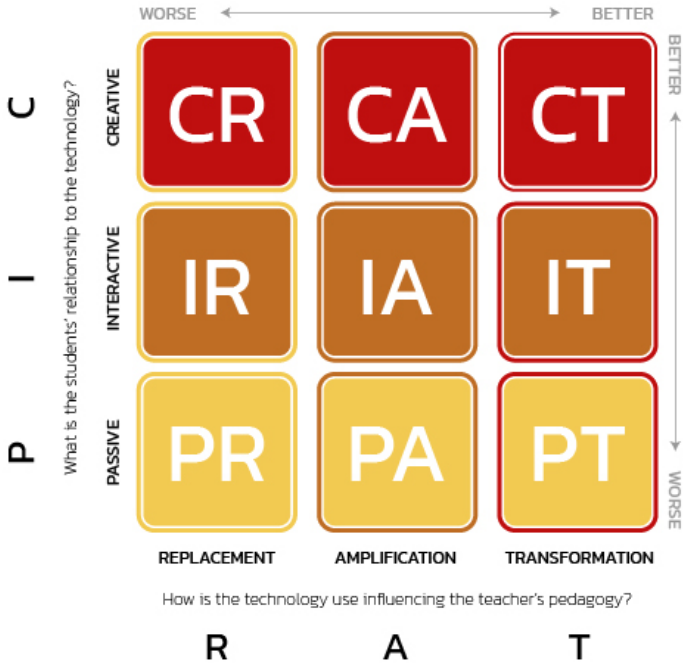 WORSE
BETTER
BETTER
C
What is the students' relationship to the technology?
CREATIVE
CR
CA
CT
I
INTERACTIVE
IR
IA
IT
P
PASSIVE
PR
PA
PT
WORSE
REPLACEMENT
AMPLIFICATION
TRANSFORMATION
How is the technology use influencing the teacher's pedagogy?
R
A
T